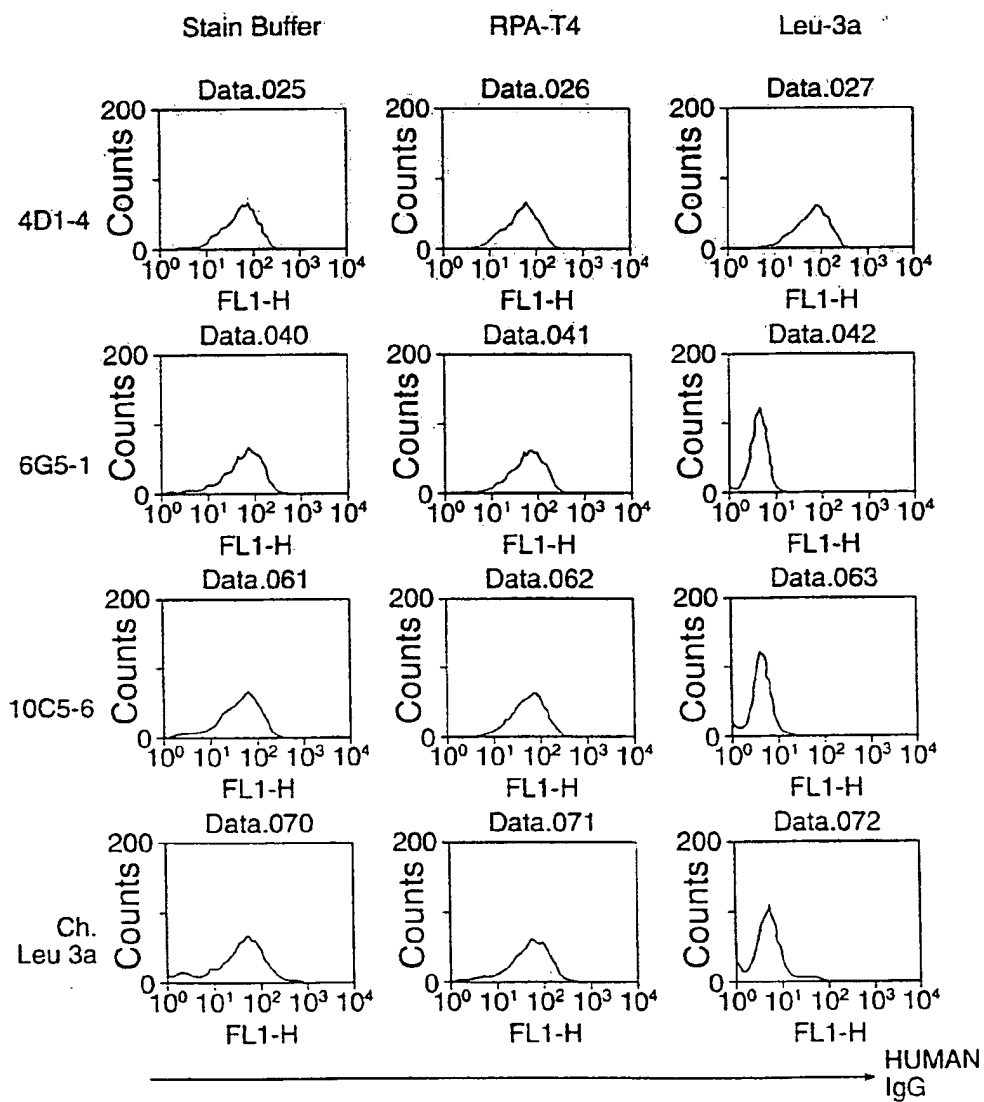 Stain Buffer RPA-T4 Leu-3a
Data.025 Data.026 Data.027
200 200 200
4D1-4 Counts Counts Counts
0 0 0
10⁰ 10¹ 10² 10³ 10⁴ 10⁰ 10¹ 10² 10³ 10⁴ 10⁰ 10¹ 10² 10³ 10⁴
FL1-H FL1-H FL1-H
Data.040 Data.041 Data.042
200 200 200
6G5-1 Counts Counts Counts
0 0 0
10⁰ 10¹ 10² 10³ 10⁴ 10⁰ 10¹ 10² 10³ 10⁴ 10⁰ 10¹ 10² 10³ 10⁴
FL1-H FL1-H FL1-H
Data.061 Data.062 Data.063
200 200 200
10C5-6 Counts Counts Counts
0 0 0
10⁰ 10¹ 10² 10³ 10⁴ 10⁰ 10¹ 10² 10³ 10⁴ 10⁰ 10¹ 10² 10³ 10⁴
FL1-H FL1-H FL1-H
Data.070 Data.071 Data.072
200 200 200
Ch.
Leu 3a Counts Counts Counts
0 0 0
10⁰ 10¹ 10² 10³ 10⁴ 10⁰ 10¹ 10² 10³ 10⁴ 10⁰ 10¹ 10² 10³ 10⁴
FL1-H FL1-H FL1-H
HUMAN
IgG